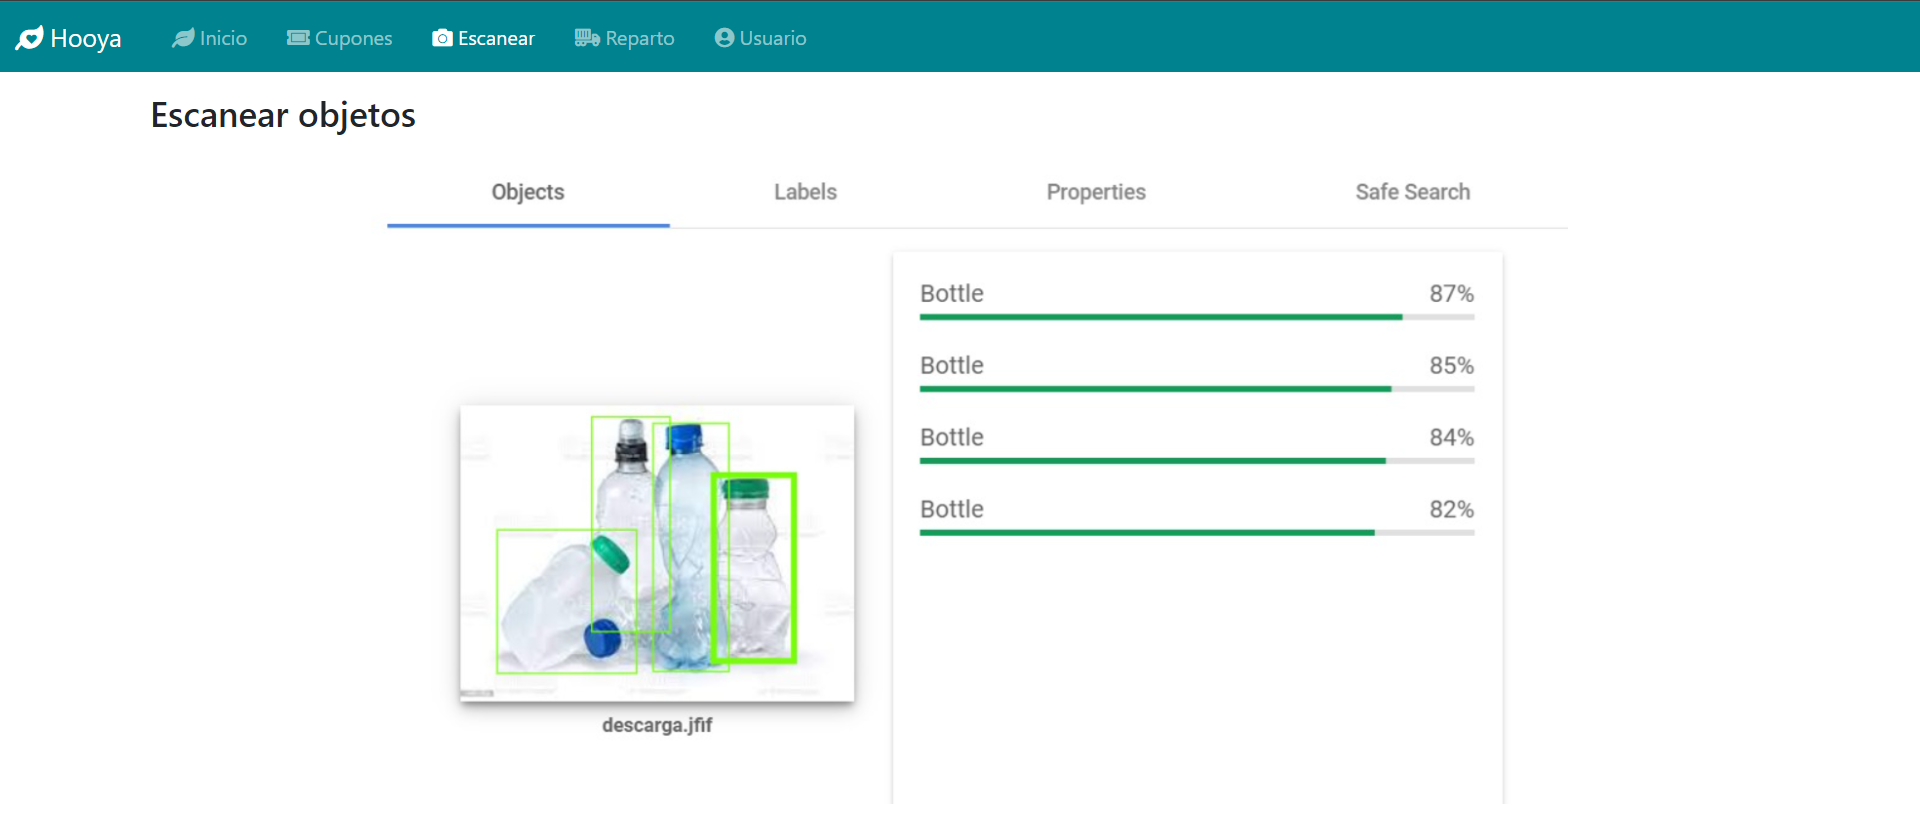 Hooya Inicio Cupones Escanear Reparto Usuario
Escanear objetos
Objects Labels Properties Safe Search
Bottle 87%
Bottle 85%
Bottle 84%
Bottle 82%
descarga.jfif